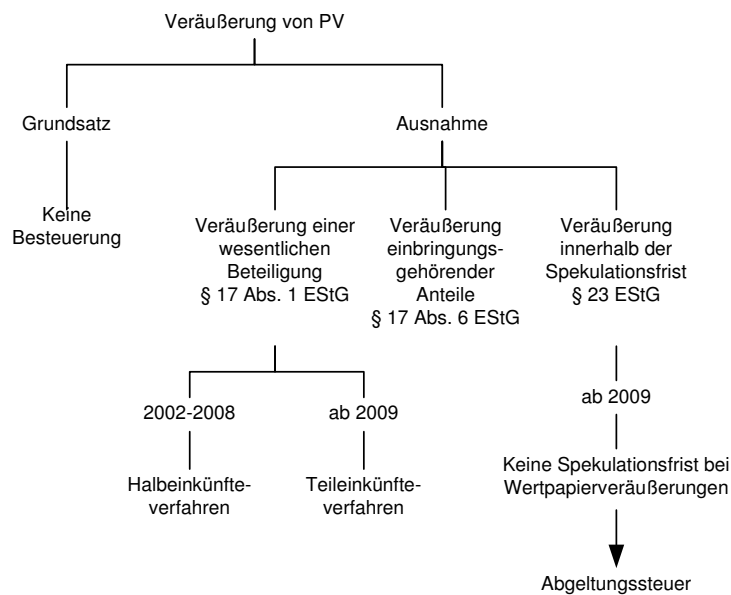 Veräußerung von PV
Grundsatz
Ausnahme
Keine
Besteuerung
Veräußerung einer
wesentlichen
Beteiligung
§ 17 Abs. 1 EStG
Veräußerung
einbringungs-
gehörender
Anteile
§ 17 Abs. 6 EStG
Veräußerung
innerhalb der
Spekulationsfrist
§ 23 EStG
2002-2008
ab 2009
ab 2009
Halbeinkünfte-
verfahren
Teileinkünfte-
verfahren
Keine Spekulationsfrist bei
Wertpapierveräußerungen
Abgeltungssteuer